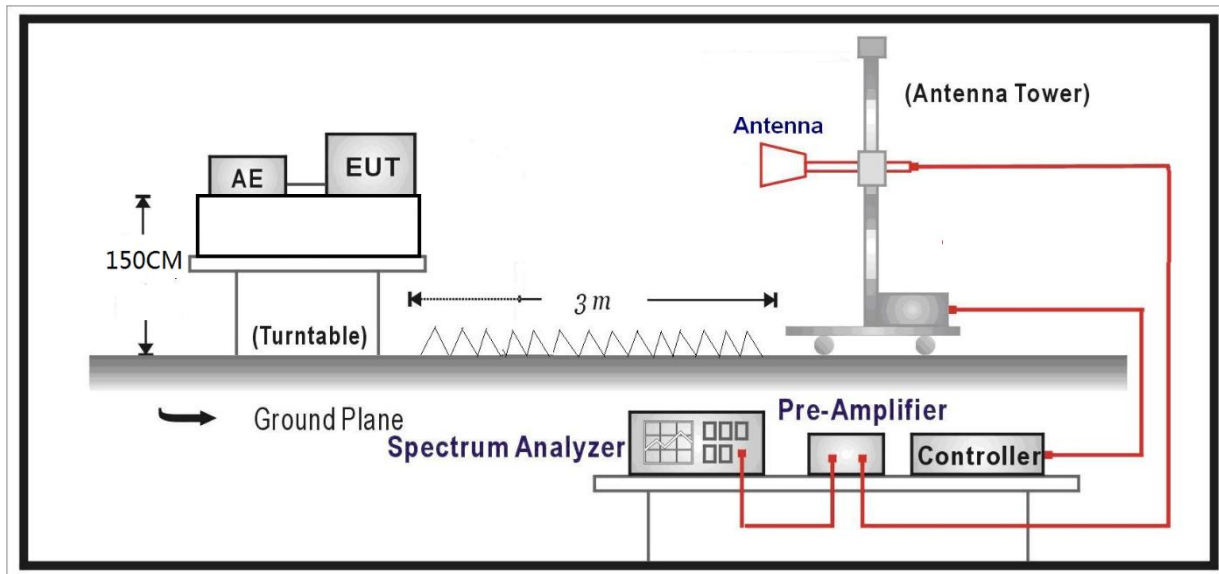 (Antenna Tower)
Antenna
EUT
AE
150CM
3 m
(Turntable)
Ground Plane
Pre-Amplifier
Spectrum Analyzer
Controller